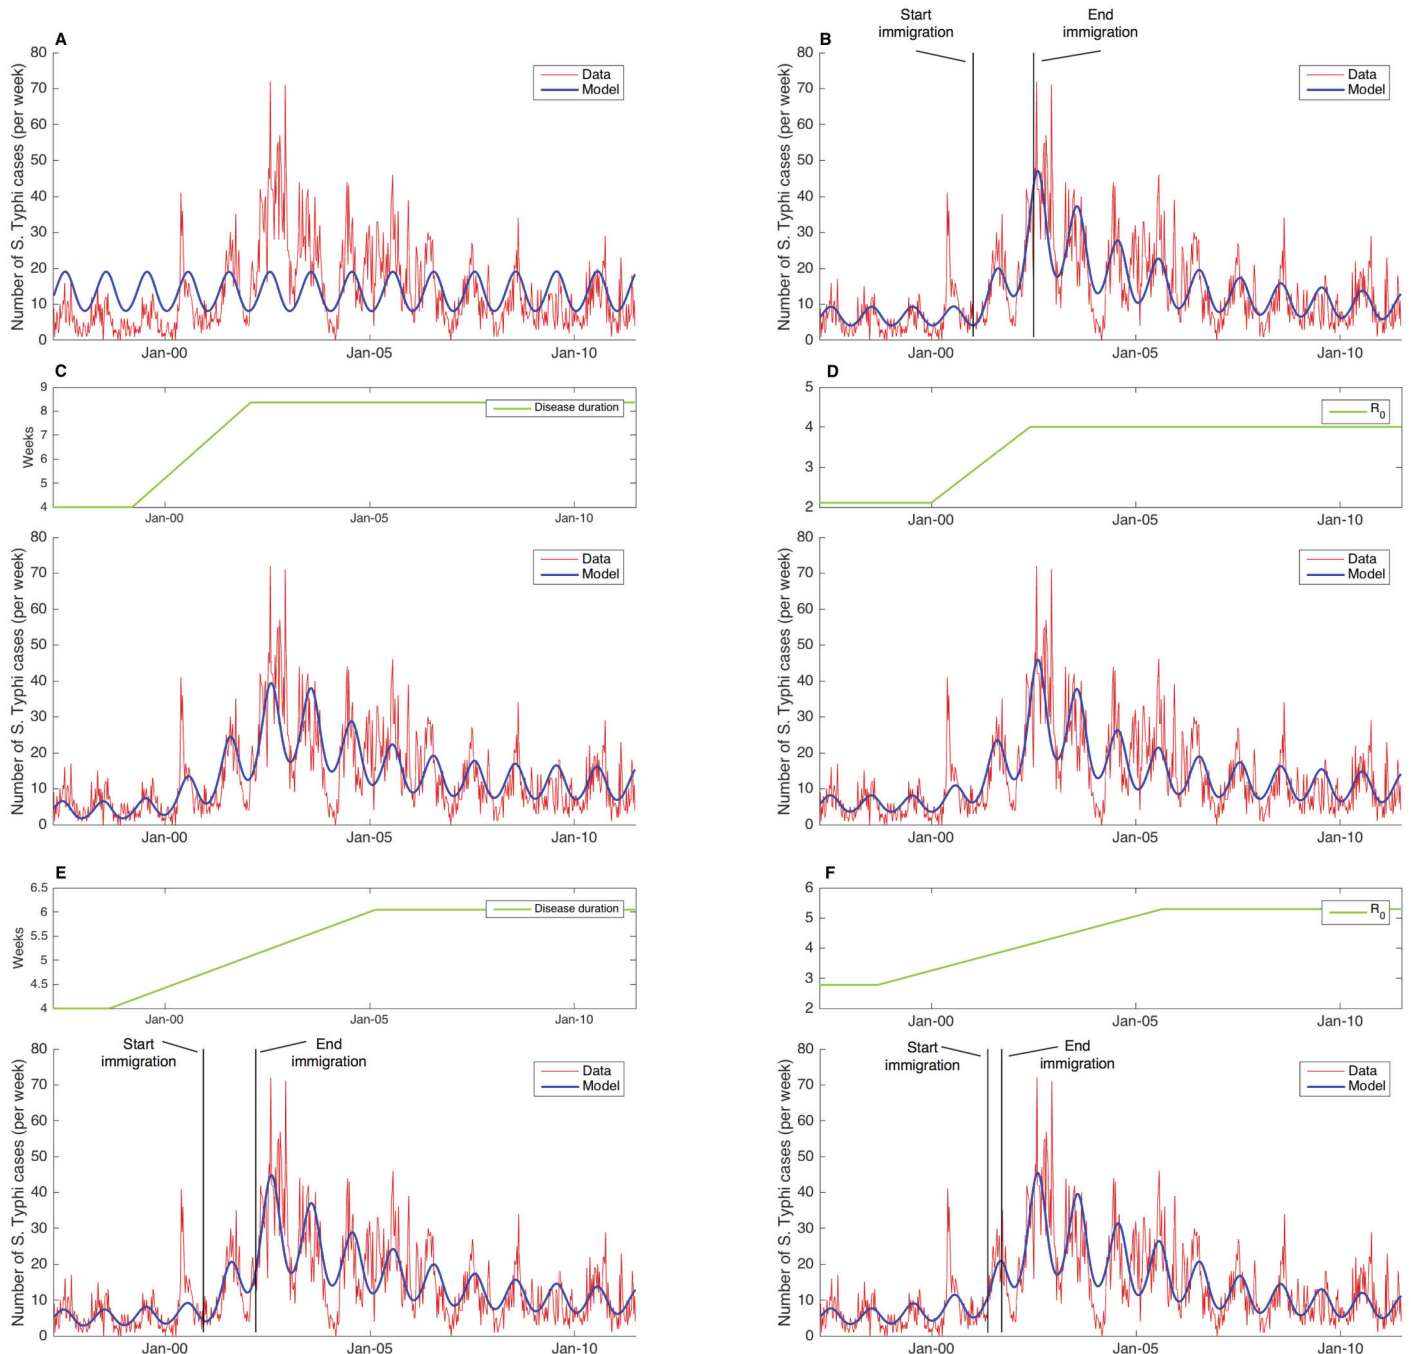 A
Number of S. Typhi cases (per week)
80
70
60
50
40
30
20
10
0
Data
Model
Jan-00
Jan-05
Jan-10
B
Start
immigration
End
immigration
Number of S. Typhi cases (per week)
80
70
60
50
40
30
20
10
0
Data
Model
Jan-00
Jan-05
Jan-10
C
Weeks
9
8
7
6
5
4
Disease duration
Jan-00
Jan-05
Jan-10
Number of S. Typhi cases (per week)
80
70
60
50
40
30
20
10
0
Data
Model
Jan-00
Jan-05
Jan-10
D
5
4
3
2
R0
Jan-00
Jan-05
Jan-10
Number of S. Typhi cases (per week)
80
70
60
50
40
30
20
10
0
Data
Model
Jan-00
Jan-05
Jan-10
E
Weeks
6.5
6
5.5
5
4.5
4
Disease duration
Jan-00
Jan-05
Jan-10
Start
immigration
End
immigration
Number of S. Typhi cases (per week)
80
70
60
50
40
30
20
10
0
Data
Model
Jan-00
Jan-05
Jan-10
F
6
5
4
3
2
R0
Jan-00
Jan-05
Jan-10
Start
immigration
End
immigration
Number of S. Typhi cases (per week)
80
70
60
50
40
30
20
10
0
Data
Model
Jan-00
Jan-05
Jan-10